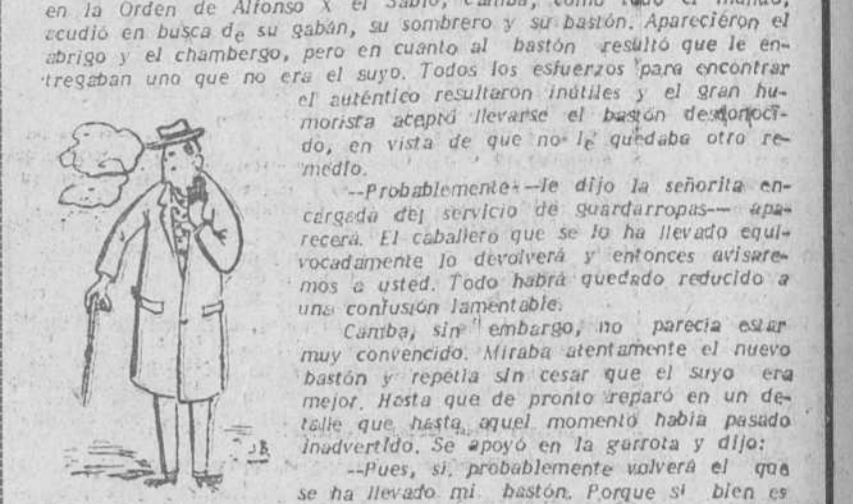 en la Orden de Alfonso X el Sabio, Camba, como todo el mundo,
acudió en busca de su gabán, su sombrero y su bastón. Apareciéron el
abrigo y el chambergo, pero en cuanto al bastón resultó que le en-
tregaban uno que no era el suyo. Todos los esfuerzos para encontrar
el auténtico resultaron inútiles y el gran hu-
morista aceptó llevarse el bastón desconoci-
do, en vista de que no le quedaba otro re-
medio.
--Probablemente--le dijo la señorita en-
cargada del servicio de guardarropas-- apa-
recerá. El caballero que se lo ha llevado equi-
vocadamente lo devolverá y entonces avisare-
mos a usted. Todo habrá quedado reducido a
una confusión lamentable.
Camba, sin embargo, no parecía estar
muy convencido. Miraba atentamente el nuevo
bastón y repetía sin cesar que el suyo era
mejor. Hasta que de pronto reparó en un de-
talle que hasta aquel momento había pasado
inadvertido. Se apoyó en la garrota y dijo:
--Pues, si, probablemente volverá el que
se ha llevado mi bastón. Porque si bien es
JB